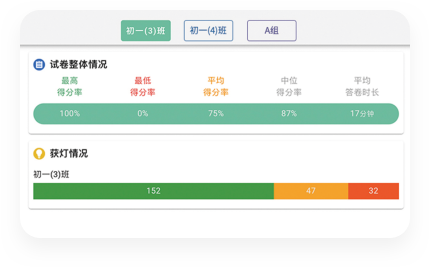 初一(3)班 初一(4)班 A组
试卷整体情况
最高 最低 平均 中位 平均
得分率 得分率 得分率 得分率 答卷时长
100% 0% 75% 87% 17分钟
获灯情况
初一(3)班
152 47 32